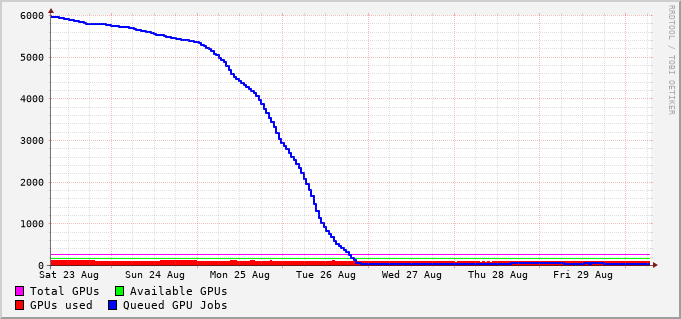 RRDTOOL / TOBI OETIKER
6000
5000
4000
3000
2000
1000
0
Sat 23 Aug Sun 24 Aug Mon 25 Aug Tue 26 Aug Wed 27 Aug Thu 28 Aug Fri 29 Aug
Total GPUs Available GPUs
GPUs used Queued GPU Jobs